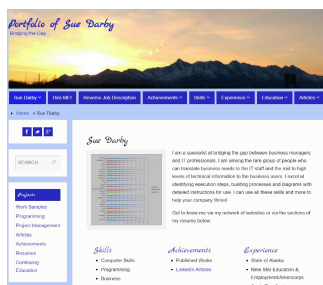 Portfolio of Sue Darby
Bridging the Gap...
Sue Darby
Hire ME!
Reverse Job Description
Achievements
Skills
Experience
Education
Articles
Home » Sue Darby
SEARCH
Projects
Work Samples
Programming
Project Management
Articles
Achievements
Resumes
Continuing
Education
Sue Darby
I am a specialist at bridging the gap between business managers
and IT professionals. I am among the rare group of people who
can translate business needs to the IT staff and the mid to high
levels of technical information to the business users. I excel at
identifying execution steps, building processes and diagrams with
detailed instructions for use. I can use all these skills and more to
help your company thrive!
Get to know me via my network of websites or via the sections of
my resume below:
Skills
Computer Skills
Programming
Business
Achievements
Published Works
LinkedIn Articles
Experience
State of Alaska
Nine Star Education &
Employment/Americorps